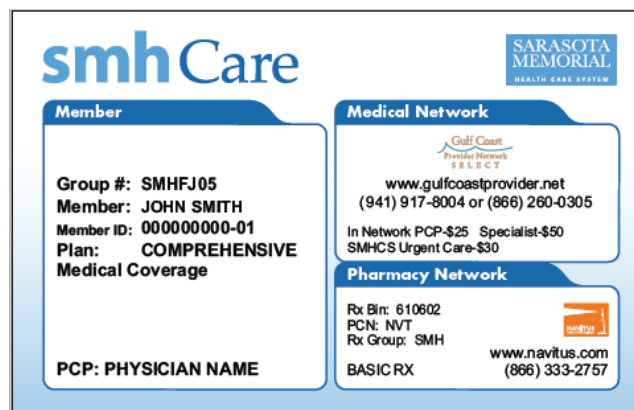 smhCare
SARASOTA
MEMORIAL
HEALTH CARE SYSTEM
Member
Group #: SMHFJ05
Member: JOHN SMITH
Member ID: 000000000-01
Plan: COMPREHENSIVE
Medical Coverage
PCP: PHYSICIAN NAME
Medical Network
Gulf Coast
Provider Network
SELECT
www.gulfcoastprovider.net
(941) 917-8004 or (866) 260-0305
In Network PCP-$25 Specialist-$50
SMHCS Urgent Care-$30
Pharmacy Network
Rx Bin: 610602
PCN: NVT
Rx Group: SMH
BASIC RX
NAVITUS
www.navitus.com
(866) 333-2757